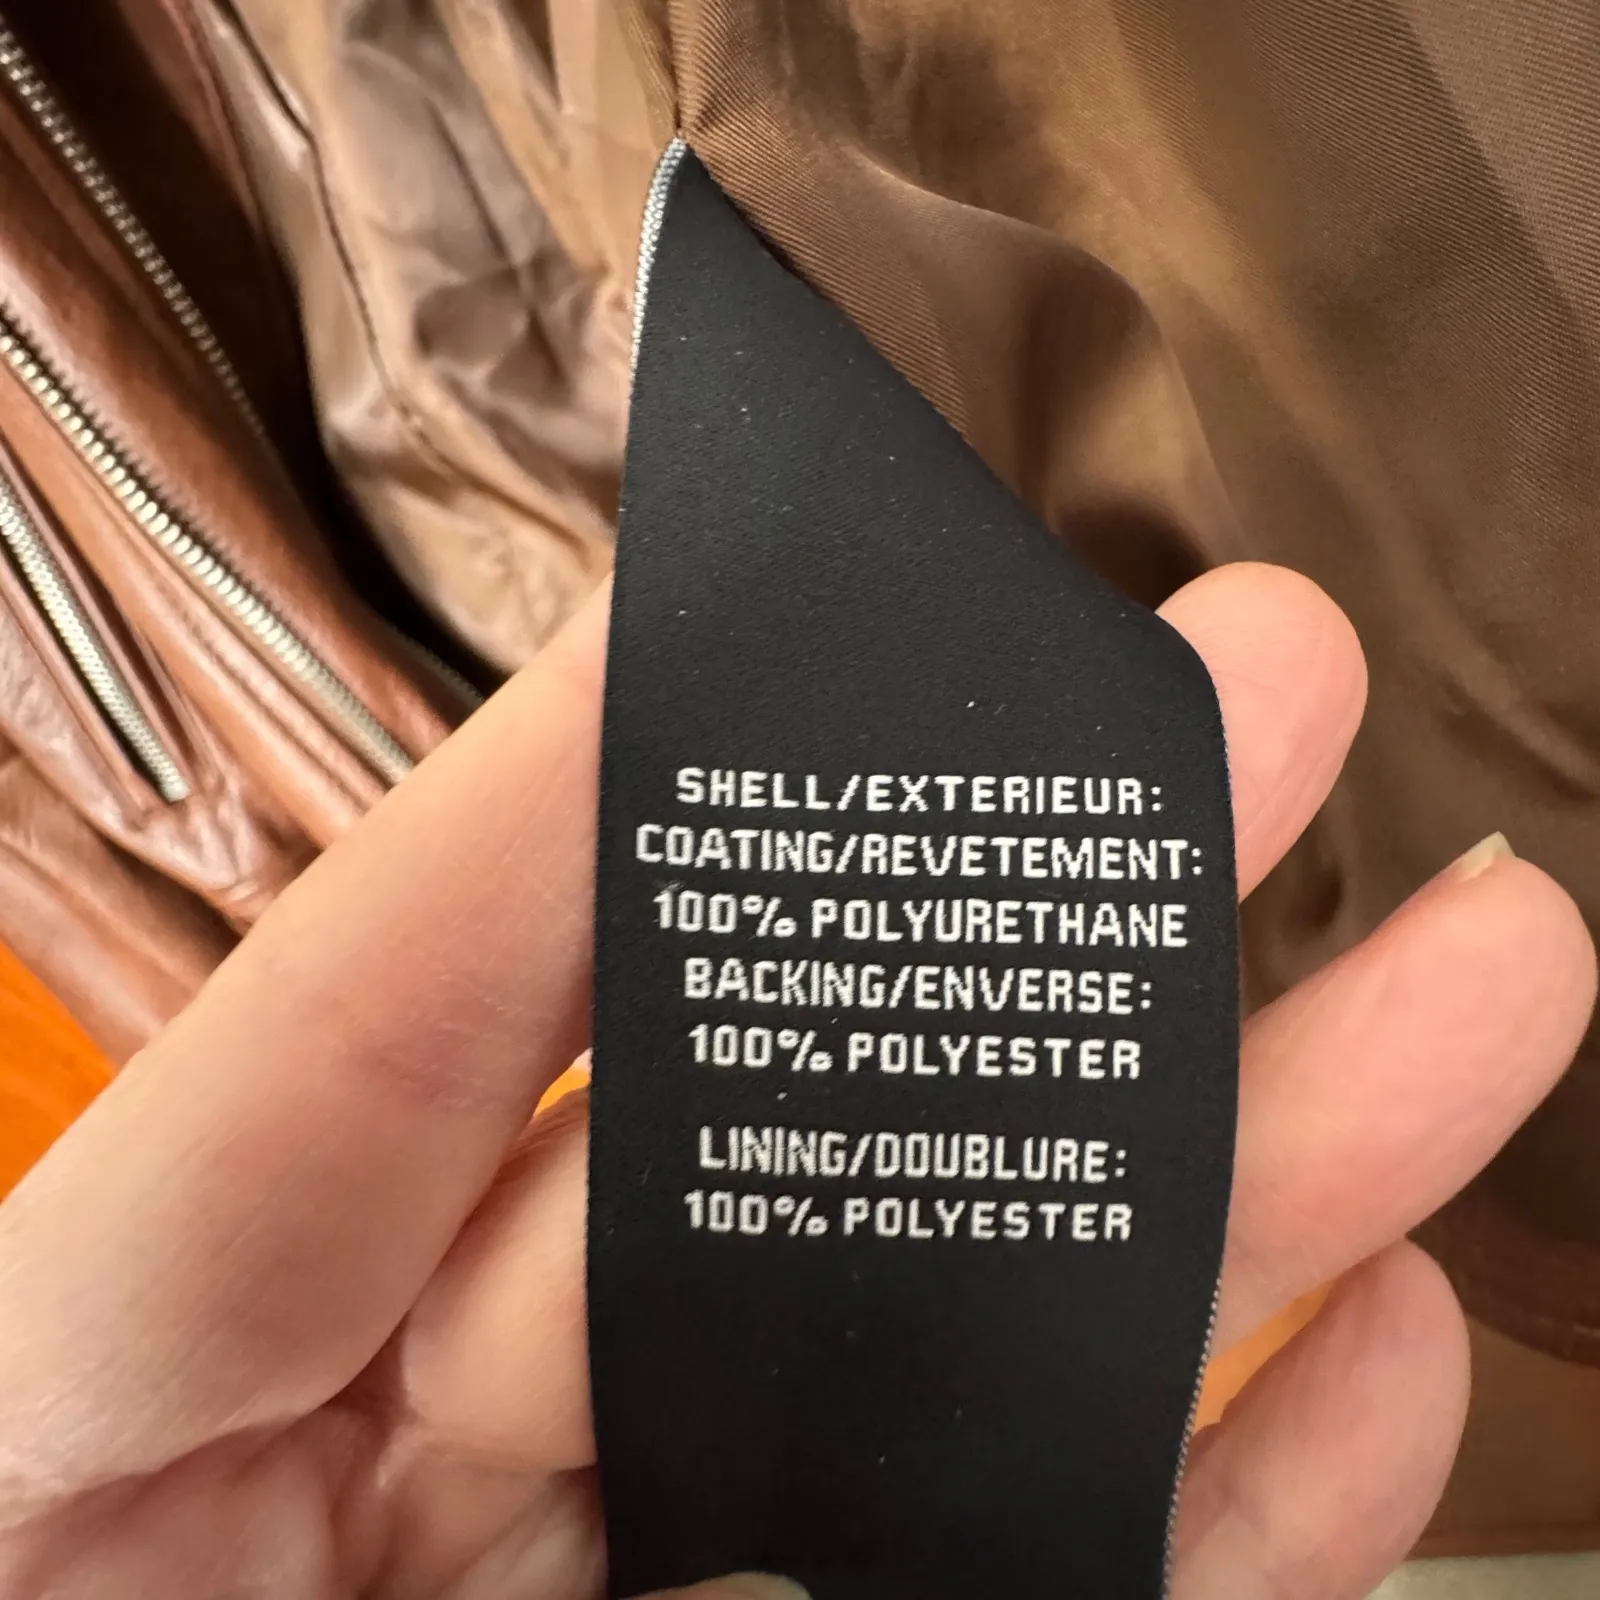 SHELL/EXTERIEUR:
COATING/REVETEMENT:
100% POLYURETHANE
BACKING/ENVERSE:
100% POLYESTER
LINING/DOUBLURE:
100% POLYESTER